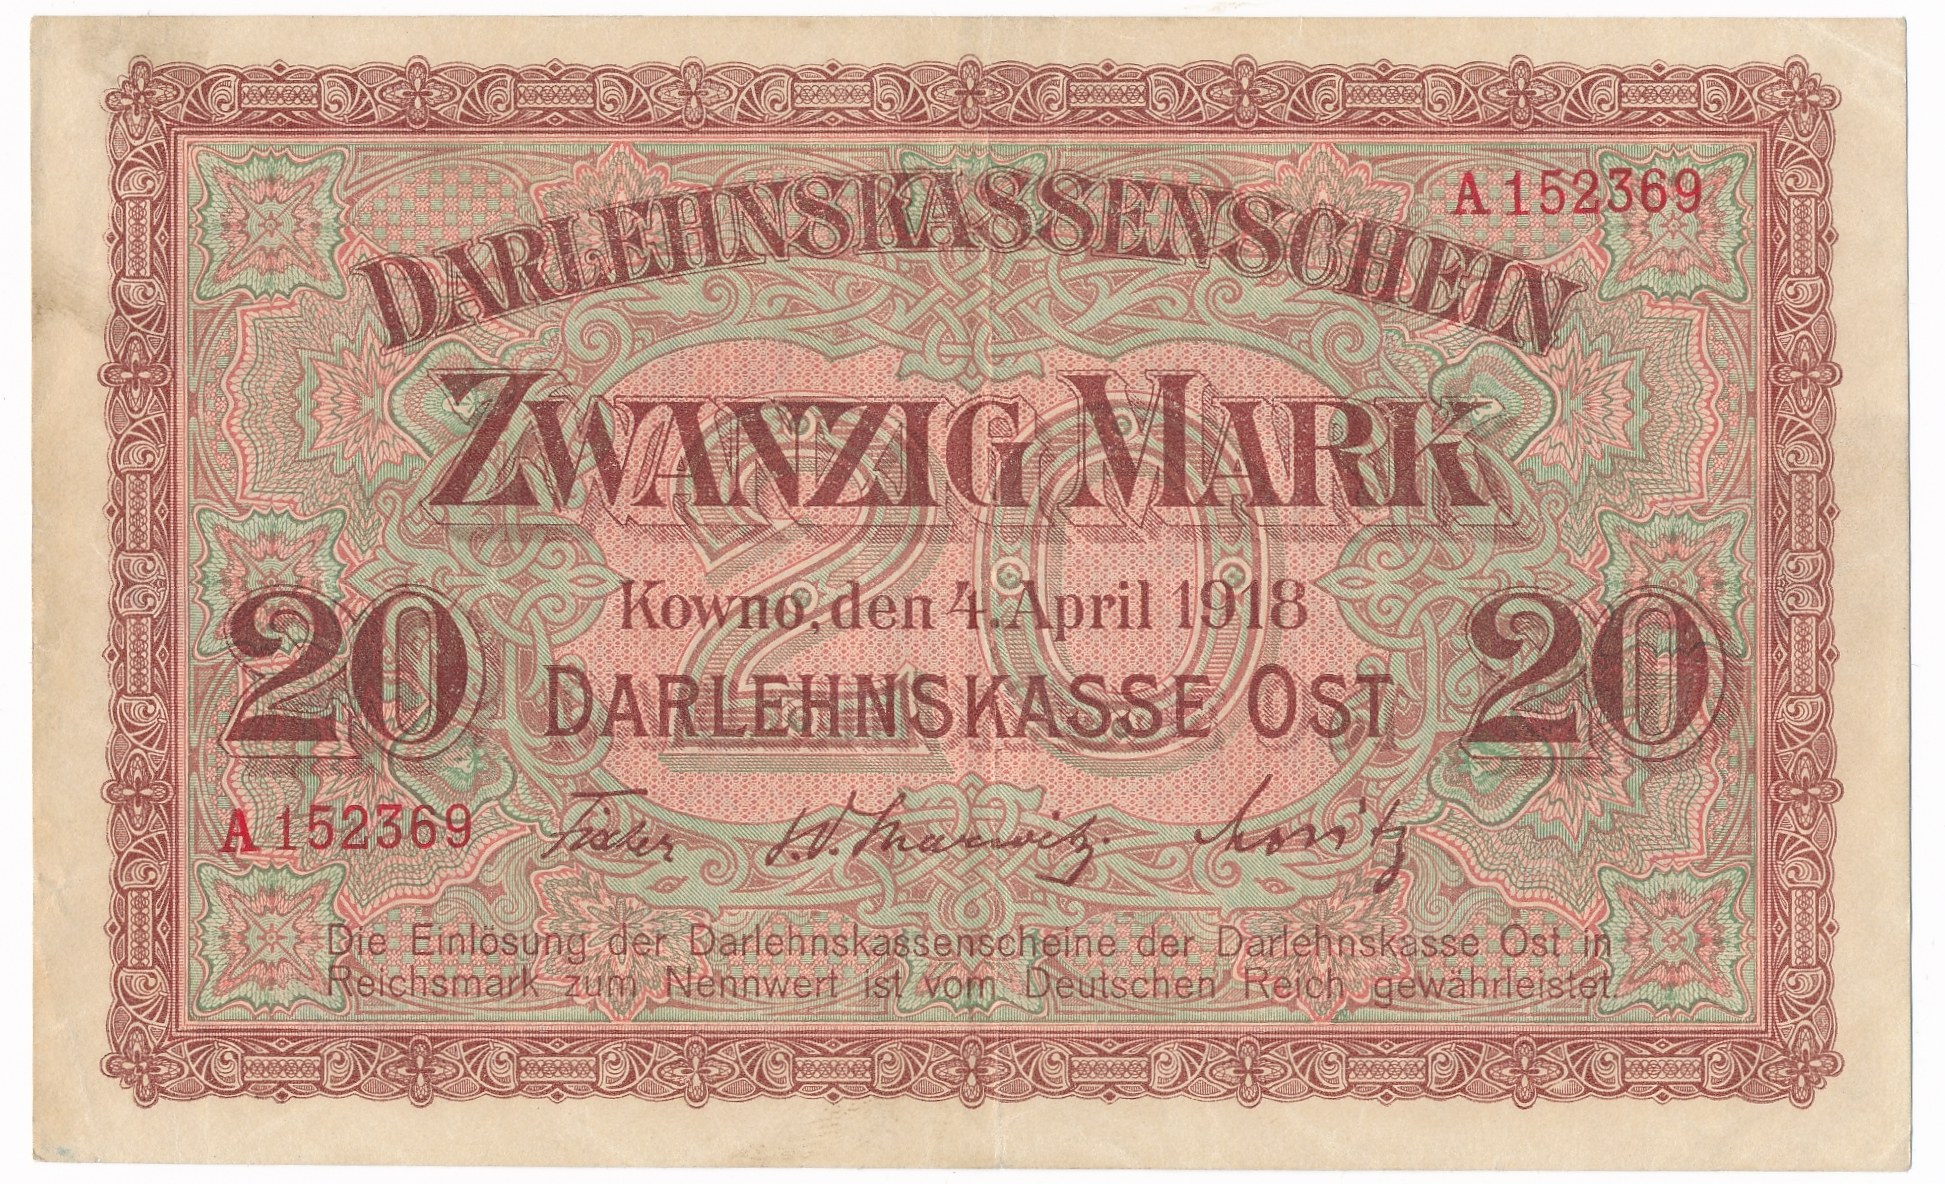 A 152369
DARLEHNSKASSENSCHEIN
ZWANZIG MARK
20
Kowno, den 4. April 1918
20 20
DARLEHNSKASSE OST
A 152369
Die Einlösung der Darlehnskassenscheine der Darlehnskasse Ost in
Reichsmark zum Nennwert ist vom Deutschen Reich gewährleistet.